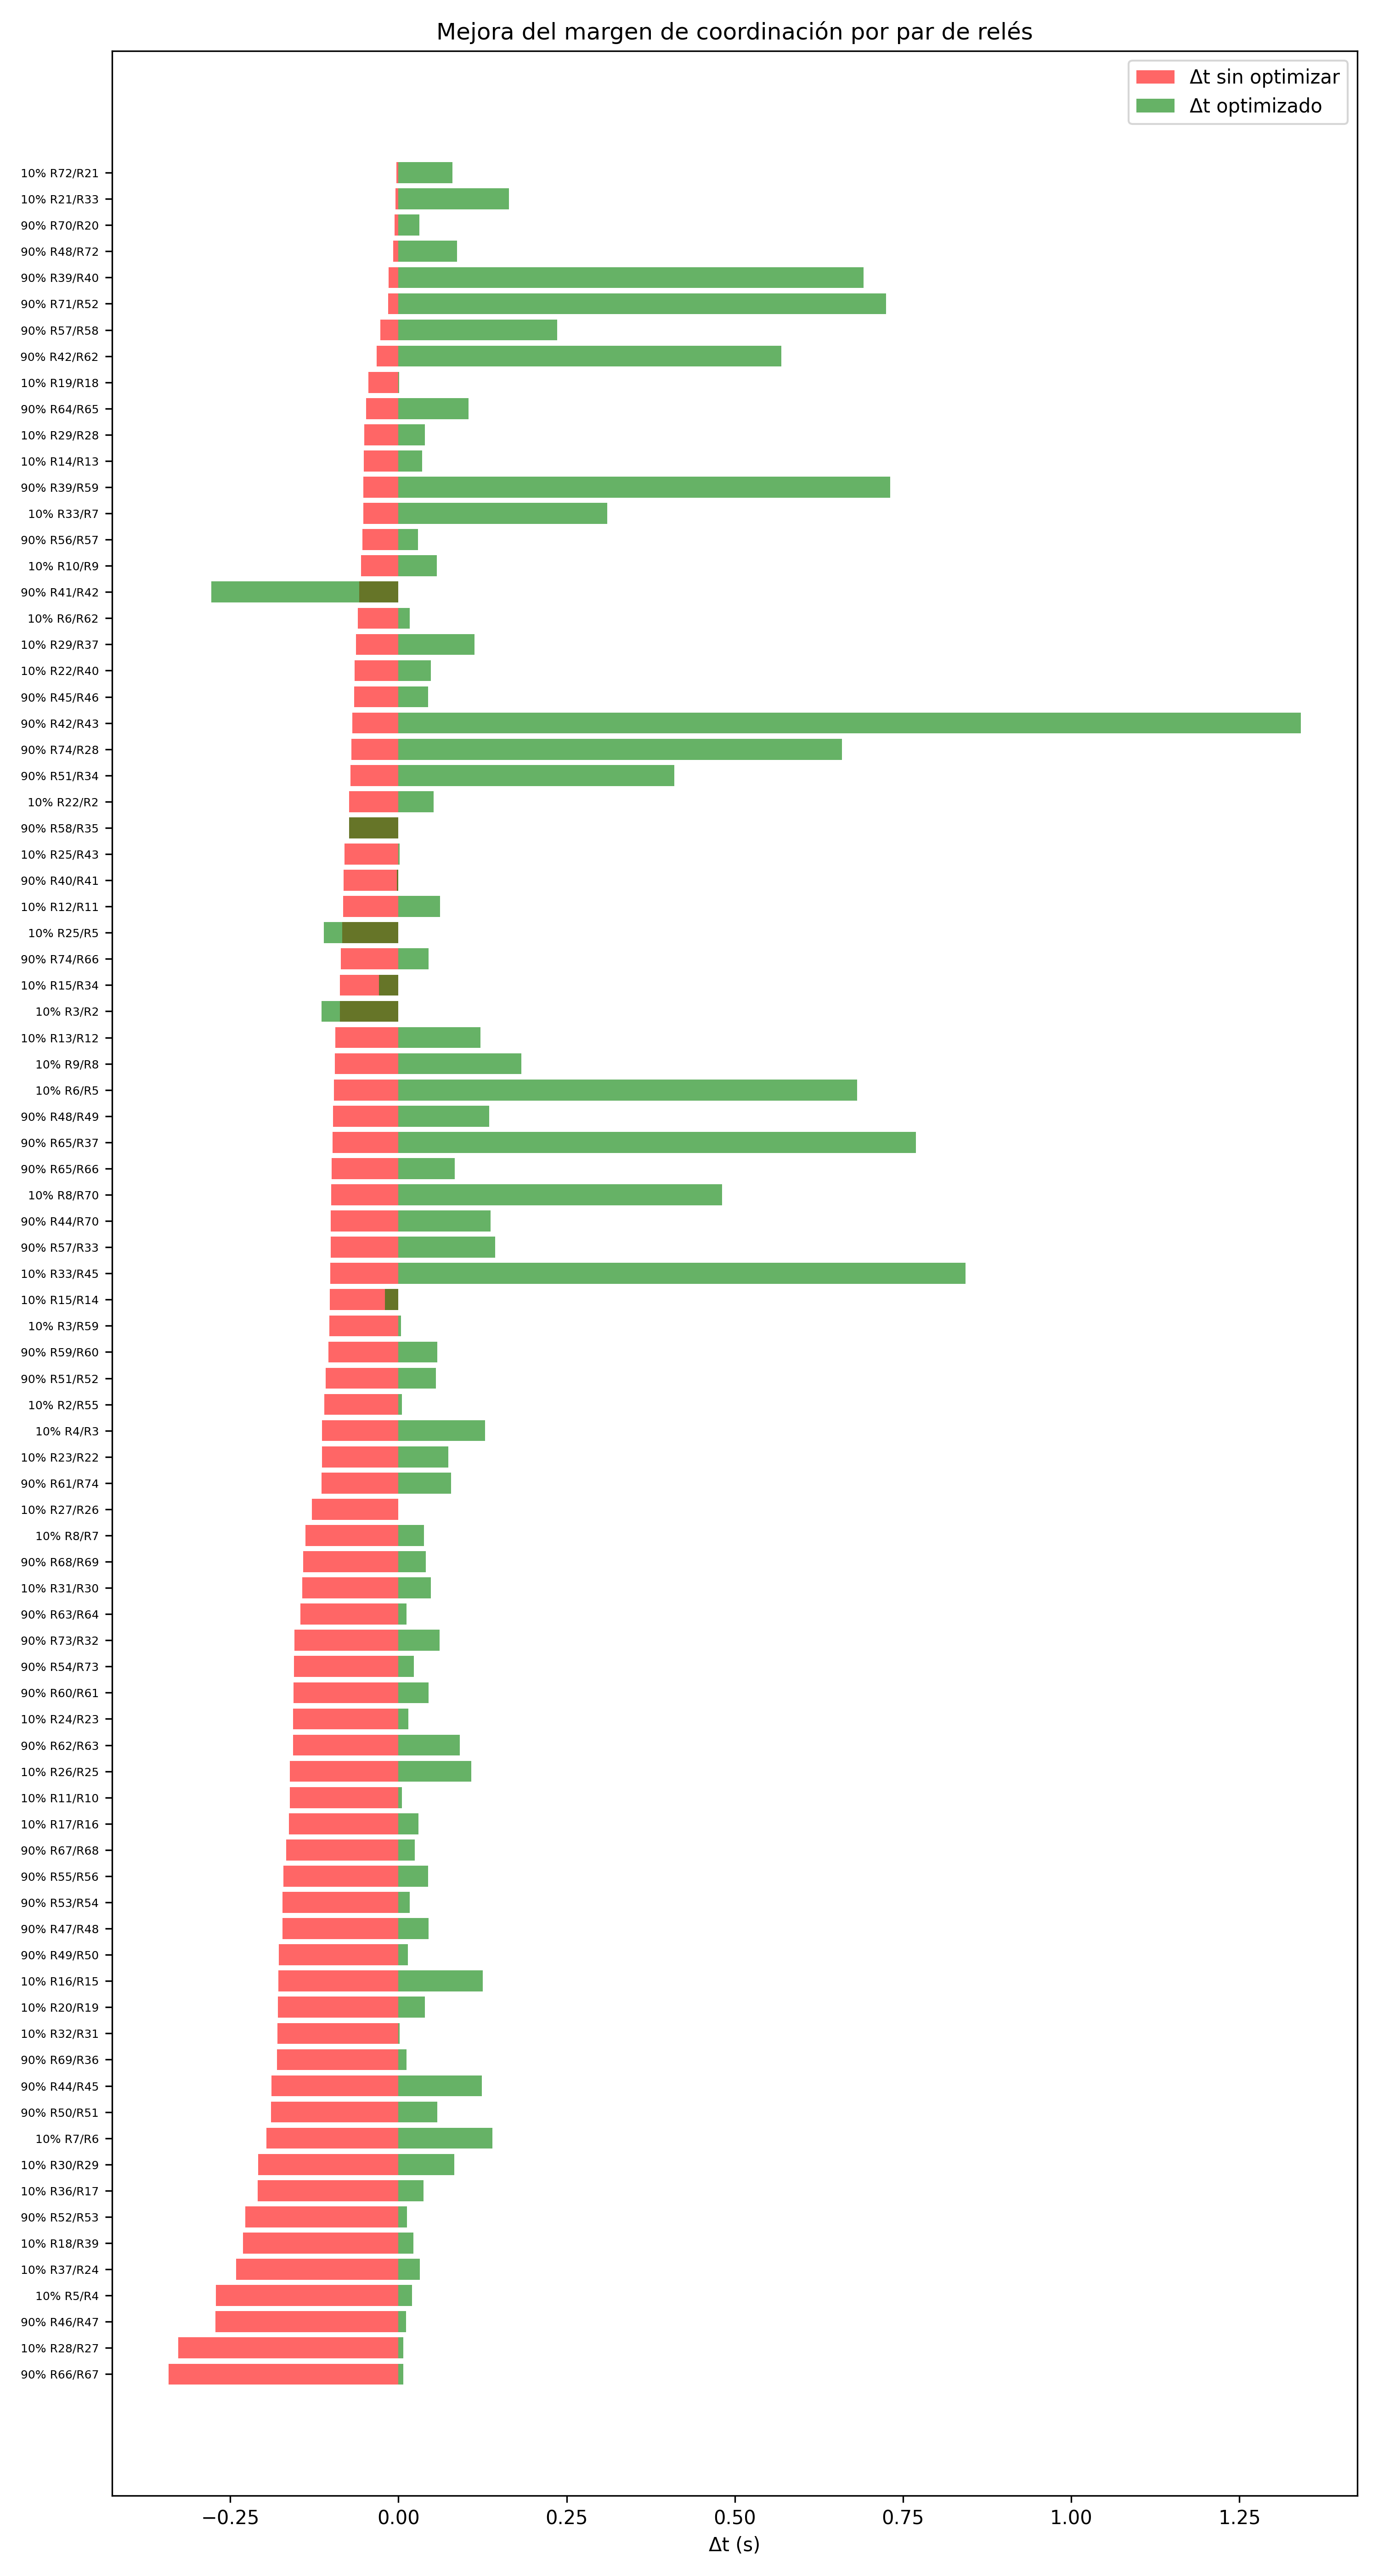 Mejora del margen de coordinación por par de relés
Δt sin optimizar
Δt optimizado
10% R72/R21
10% R21/R33
90% R70/R20
90% R48/R72
90% R39/R40
90% R71/R52
90% R57/R58
90% R42/R62
10% R19/R18
90% R64/R65
10% R29/R28
10% R14/R13
90% R39/R59
10% R33/R7
90% R56/R57
10% R10/R9
90% R41/R42
10% R6/R62
10% R29/R37
10% R22/R40
90% R45/R46
90% R42/R43
90% R74/R28
90% R51/R34
10% R22/R2
90% R58/R35
10% R25/R43
90% R40/R41
10% R12/R11
10% R25/R5
90% R74/R66
10% R15/R34
10% R3/R2
10% R13/R12
10% R9/R8
10% R6/R5
90% R48/R49
90% R65/R37
90% R65/R66
10% R8/R70
90% R44/R70
90% R57/R33
10% R33/R45
10% R15/R14
10% R3/R59
90% R59/R60
90% R51/R52
10% R2/R55
10% R4/R3
10% R23/R22
90% R61/R74
10% R27/R26
10% R8/R7
90% R68/R69
10% R31/R30
90% R63/R64
90% R73/R32
90% R54/R73
90% R60/R61
10% R24/R23
90% R62/R63
10% R26/R25
10% R11/R10
10% R17/R16
90% R67/R68
90% R55/R56
90% R53/R54
90% R47/R48
90% R49/R50
10% R16/R15
10% R20/R19
10% R32/R31
90% R69/R36
90% R44/R45
90% R50/R51
10% R7/R6
10% R30/R29
10% R36/R17
90% R52/R53
10% R18/R39
10% R37/R24
10% R5/R4
90% R46/R47
10% R28/R27
90% R66/R67
−0.25 0.00 0.25 0.50 0.75 1.00 1.25
Δt (s)